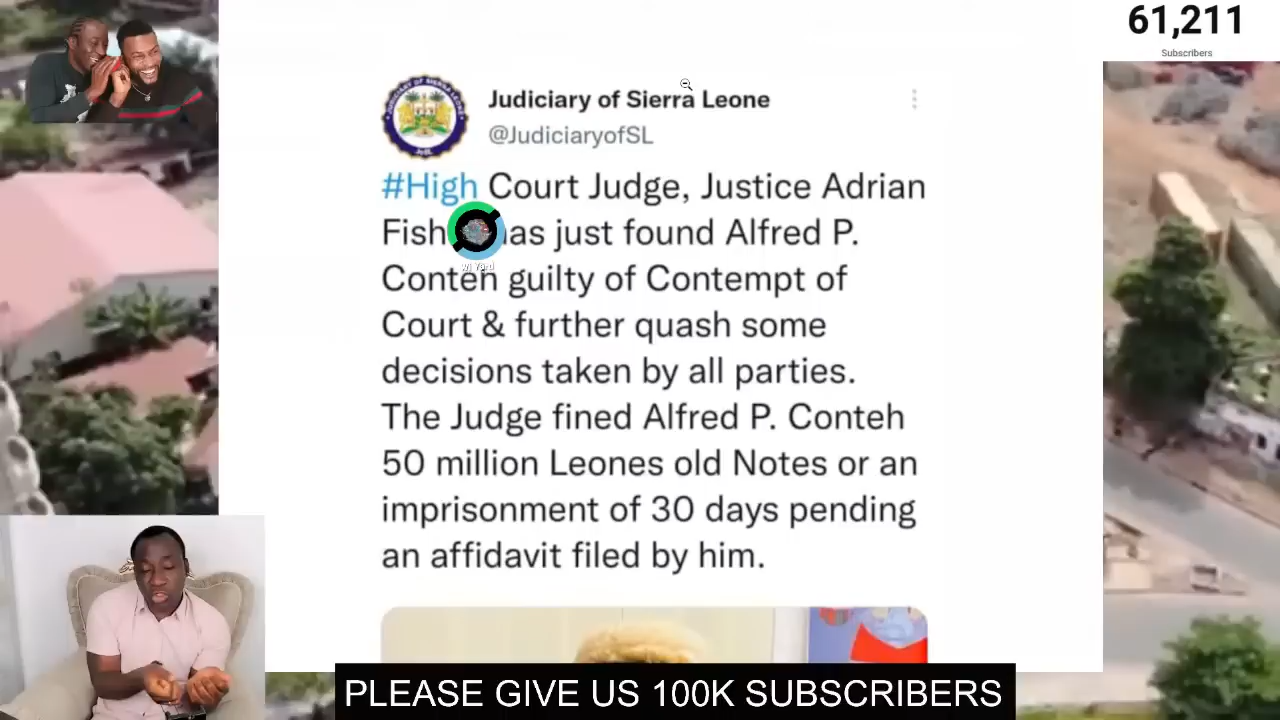 61,211
Subscribers
Judiciary of Sierra Leone
@JudiciaryofSL
#High Court Judge, Justice Adrian
Fish as just found Alfred P.
Conteh guilty of Contempt of
Court & further quash some
decisions taken by all parties.
The Judge fined Alfred P. Conteh
50 million Leones old Notes or an
imprisonment of 30 days pending
an affidavit filed by him.
PLEASE GIVE US 100K SUBSCRIBERS